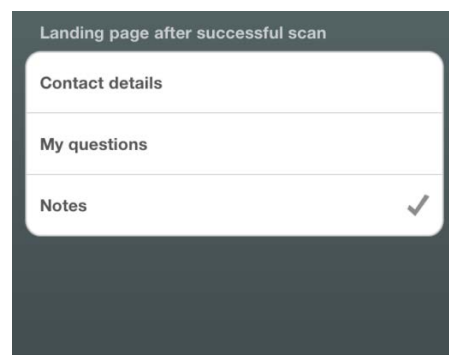 Landing page after successful scan
Contact details
My questions
Notes